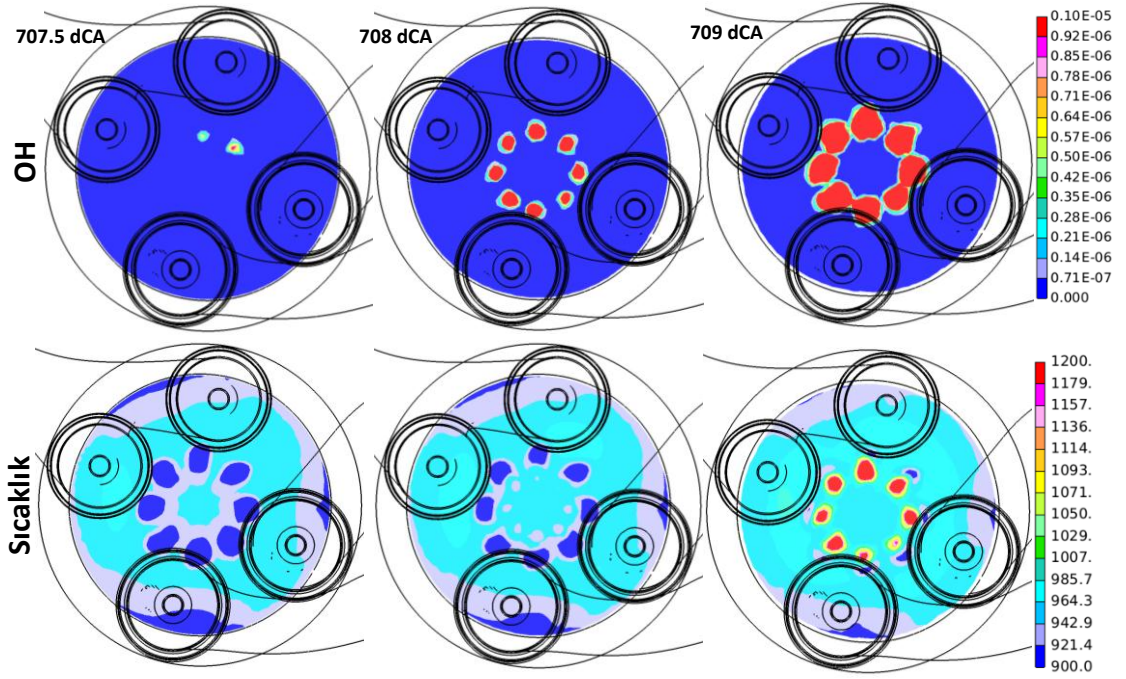 707.5 dCA
708 dCA
709 dCA
OH
0.10E-05
0.92E-06
0.85E-06
0.78E-06
0.71E-06
0.64E-06
0.57E-06
0.50E-06
0.42E-06
0.35E-06
0.28E-06
0.21E-06
0.14E-06
0.71E-07
0.000
Sıcaklık
1200.
1179.
1157.
1136.
1114.
1093.
1071.
1050.
1029.
1007.
985.7
964.3
942.9
921.4
900.0